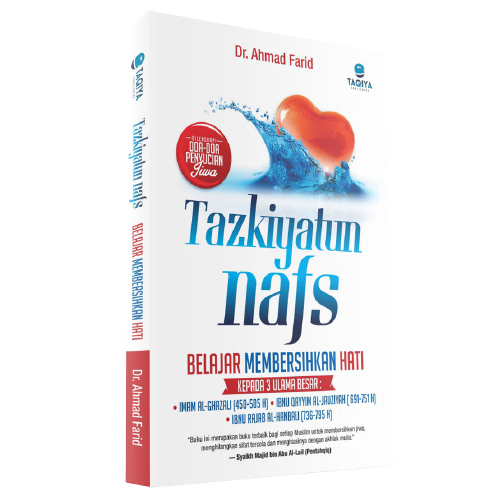 TAQIYA
Tazkiyatun nafs
BELAJAR MEMBERSIHKAN HATI
Dr. Ahmad Farid
Dr. Ahmad Farid
TAQIYA
DILENGKAPI
DOA-DOA
PENYUCIAN
Jiwa
Tazkiyatun
nafs
BELAJAR MEMBERSIHKAN HATI
KEPADA 3 ULAMA BESAR :
• IMAM AL-GHAZALI (450-505 H) • IBNU QAYYIM AL-JAUZIYAH ( 691-751 H)
• IBNU RAJAB AL-HANBALI (736-795 H)
"Buku ini merupakan buku terbaik bagi setiap Muslim untuk membersihkan jiwa,
menghilangkan sifat tercela dan menghiasinya dengan akhlak mulia."
— Syaikh Majid bin Abu Al-Lail (Pentahqiq)